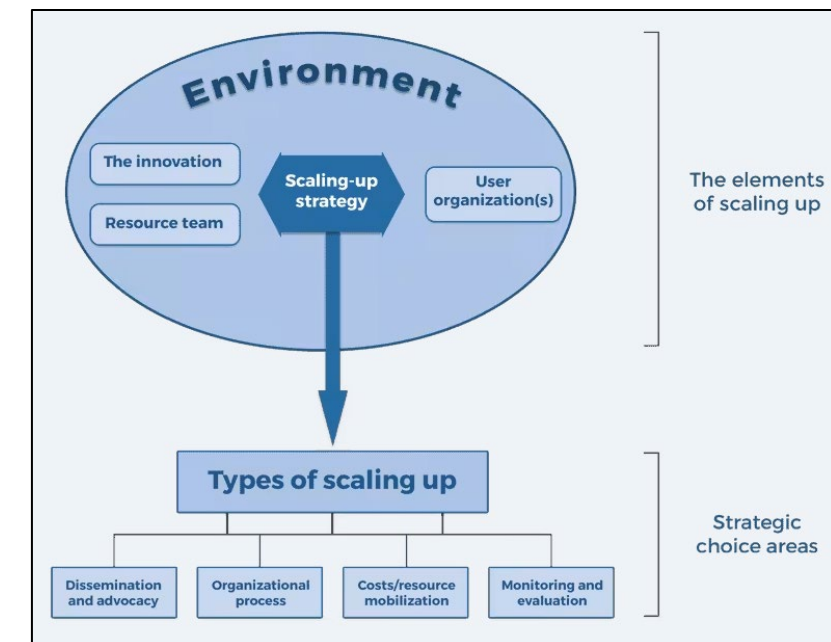 Environment
The innovation
Resource team
Scaling-up
strategy
User
organization(s)
The elements
of scaling up
Types of scaling up
Dissemination
and advocacy
Organizational
process
Costs/resource
mobilization
Monitoring and
evaluation
Strategic
choice areas